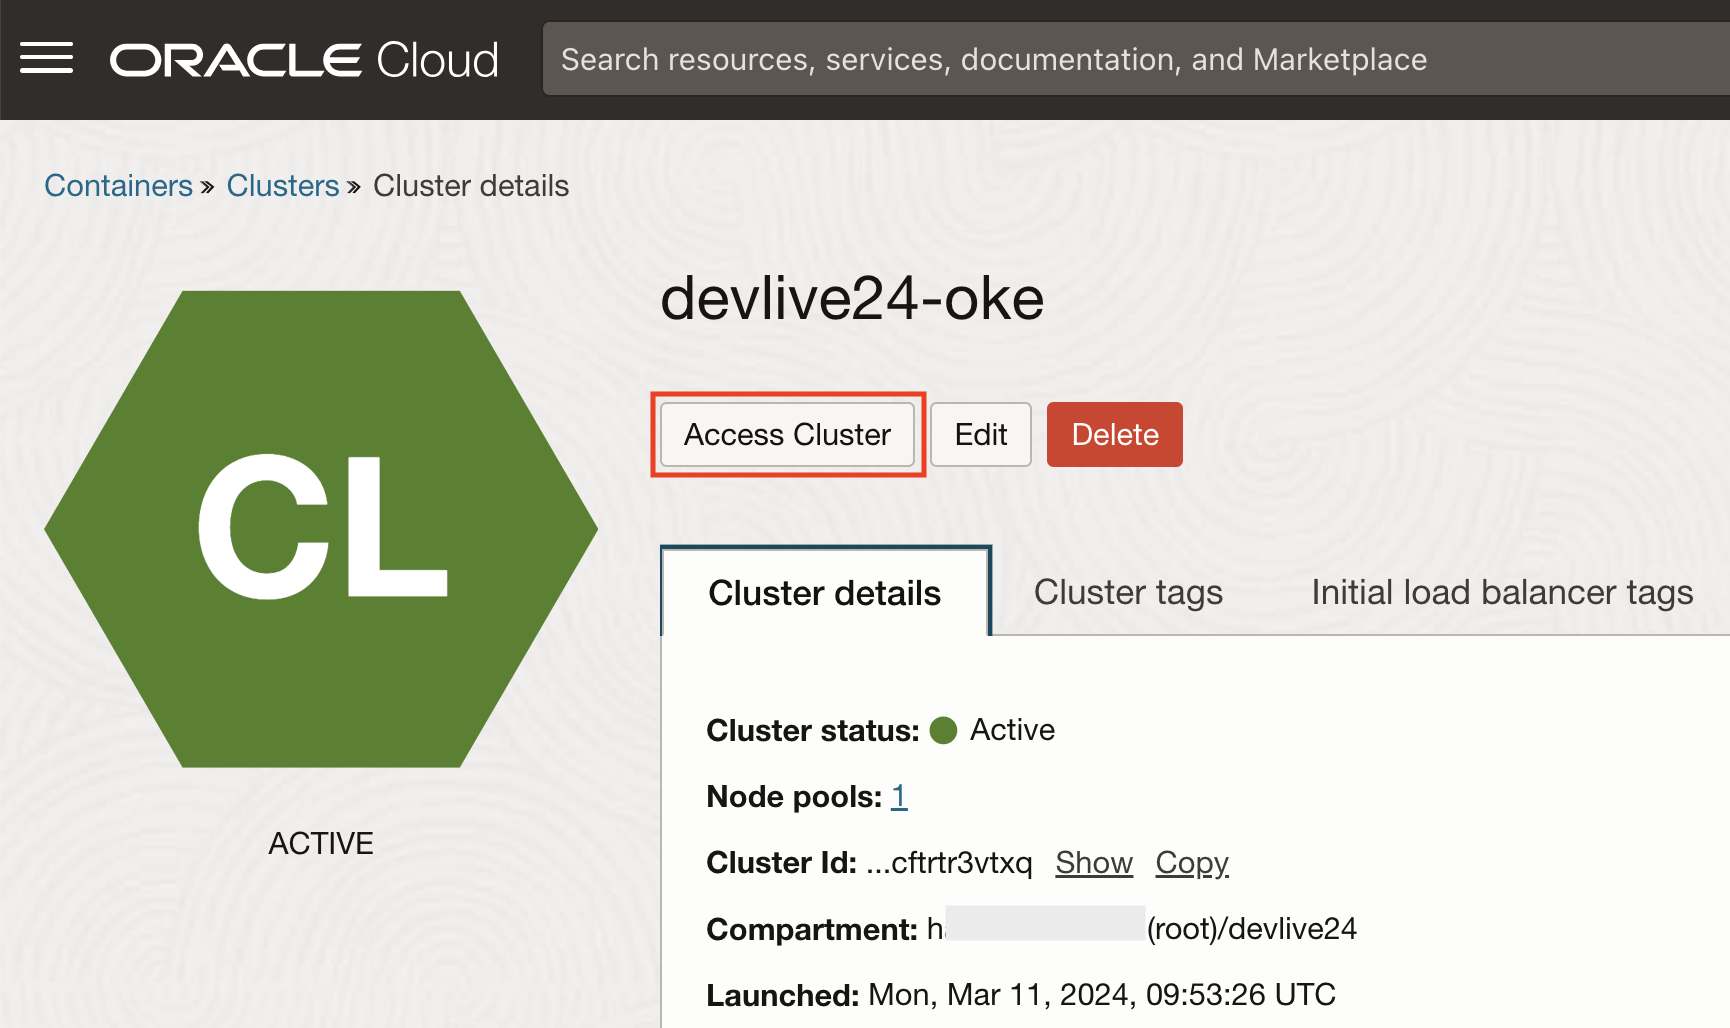 ORACLE Cloud
Search resources, services, documentation, and Marketplace
Containers » Clusters » Cluster details
CL
ACTIVE
devlive24-oke
Access Cluster Edit Delete
Cluster details Cluster tags Initial load balancer tags
Cluster status: Active
Node pools: 1
Cluster Id: ...cftrtr3vtxq Show Copy
Compartment: h (root)/devlive24
Launched: Mon, Mar 11, 2024, 09:53:26 UTC